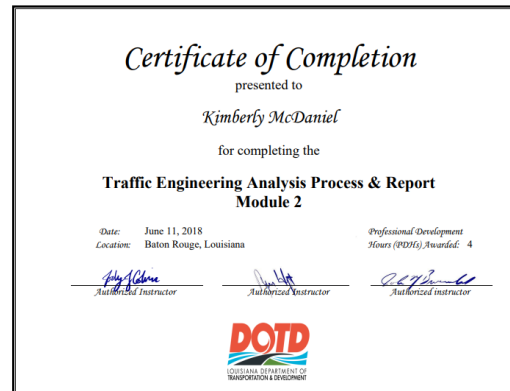 Certificate of Completion
presented to
Kimberly McDaniel
for completing the
Traffic Engineering Analysis Process & Report
Module 2
Date: June 11, 2018
Location: Baton Rouge, Louisiana
Professional Development
Hours (PDHs) Awarded: 4
Authorized Instructor
Authorized Instructor
Authorized instructor
DOTD
LOUISIANA DEPARTMENT OF
TRANSPORTATION & DEVELOPMENT